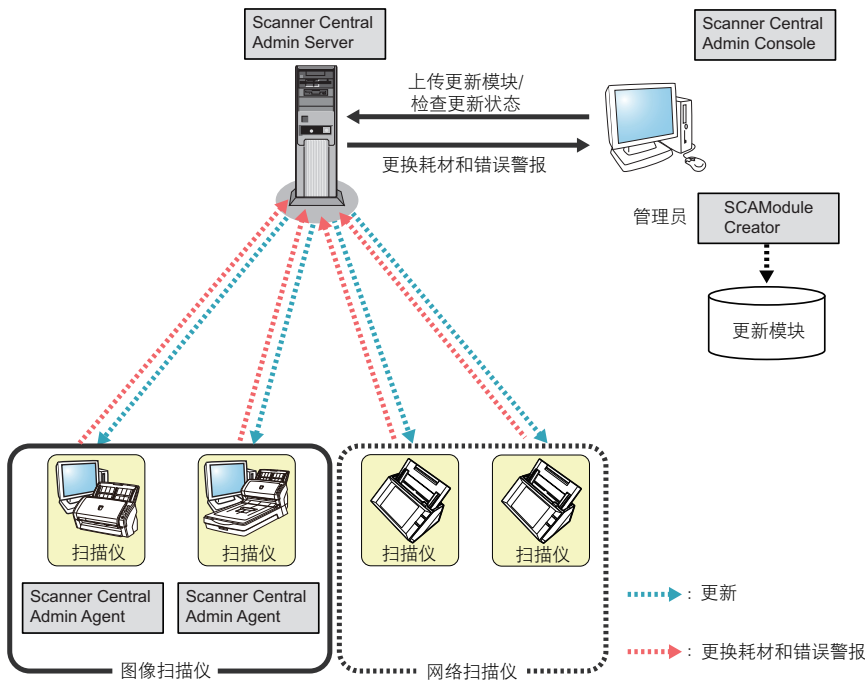 Scanner Central
Admin Server
Scanner Central
Admin Console
上传更新模块/
检查更新状态
更换耗材和错误警报
管理员
SCAModule
Creator
更新模块
扫描仪
扫描仪
扫描仪
扫描仪
Scanner Central
Admin Agent
Scanner Central
Admin Agent
：更新
：更换耗材和错误警报
图像扫描仪
网络扫描仪